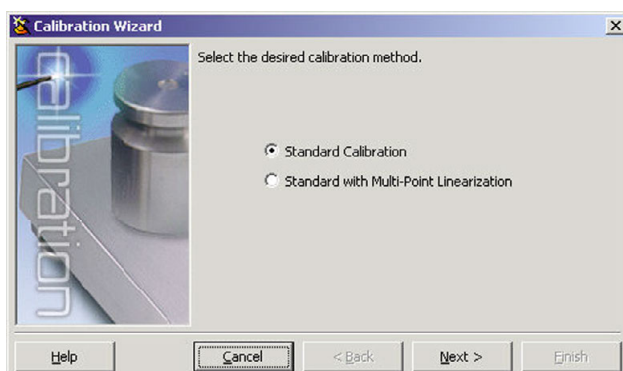 Calibration Wizard
Select the desired calibration method.
calibration
Standard Calibration
Standard with Multi-Point Linearization
Help
Cancel
< Back
Next >
Finish